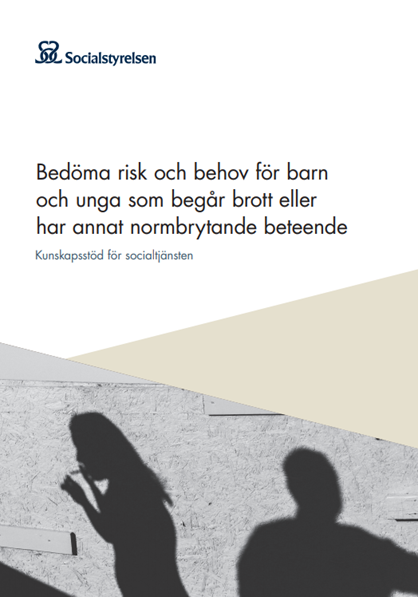 Socialstyrelsen
Bedöma risk och behov för barn
och unga som begår brott eller
har annat normbrytande beteende
Kunskapsstöd för socialtjänsten